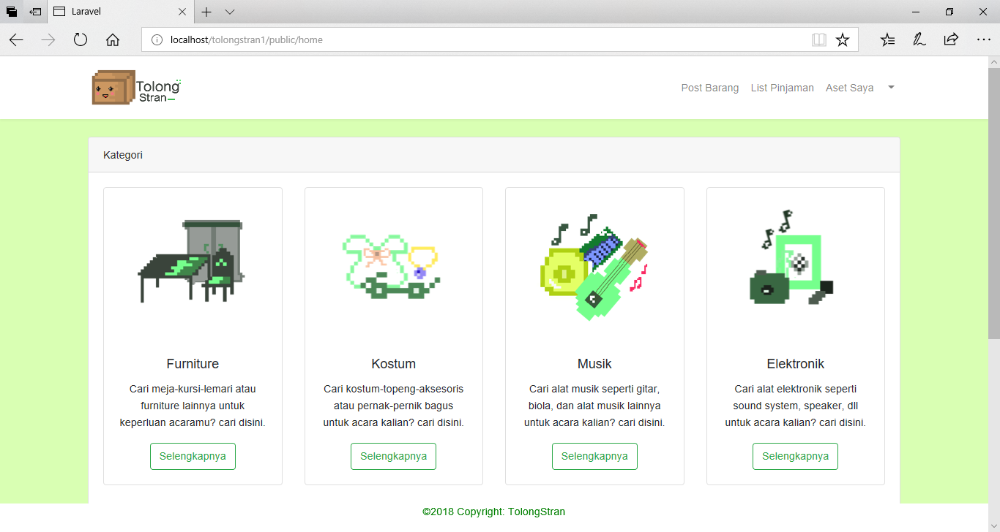 Laravel
localhost/tolongstran1/public/home
Tolong
Stran
Post Barang List Pinjaman Aset Saya
Kategori
Furniture
Cari meja-kursi-lemari atau
furniture lainnya untuk
keperluan acaramu? cari disini.
Selengkapnya
Kostum
Cari kostum-topeng-aksesoris
atau pernak-pernik bagus
untuk acara kalian? cari disini.
Selengkapnya
Musik
Cari alat musik seperti gitar,
biola, dan alat musik lainnya
untuk acara kalian? cari disini.
Selengkapnya
Elektronik
Cari alat elektronik seperti
sound system, speaker, dll
untuk acara kalian? cari disini.
Selengkapnya
©2018 Copyright: TolongStran